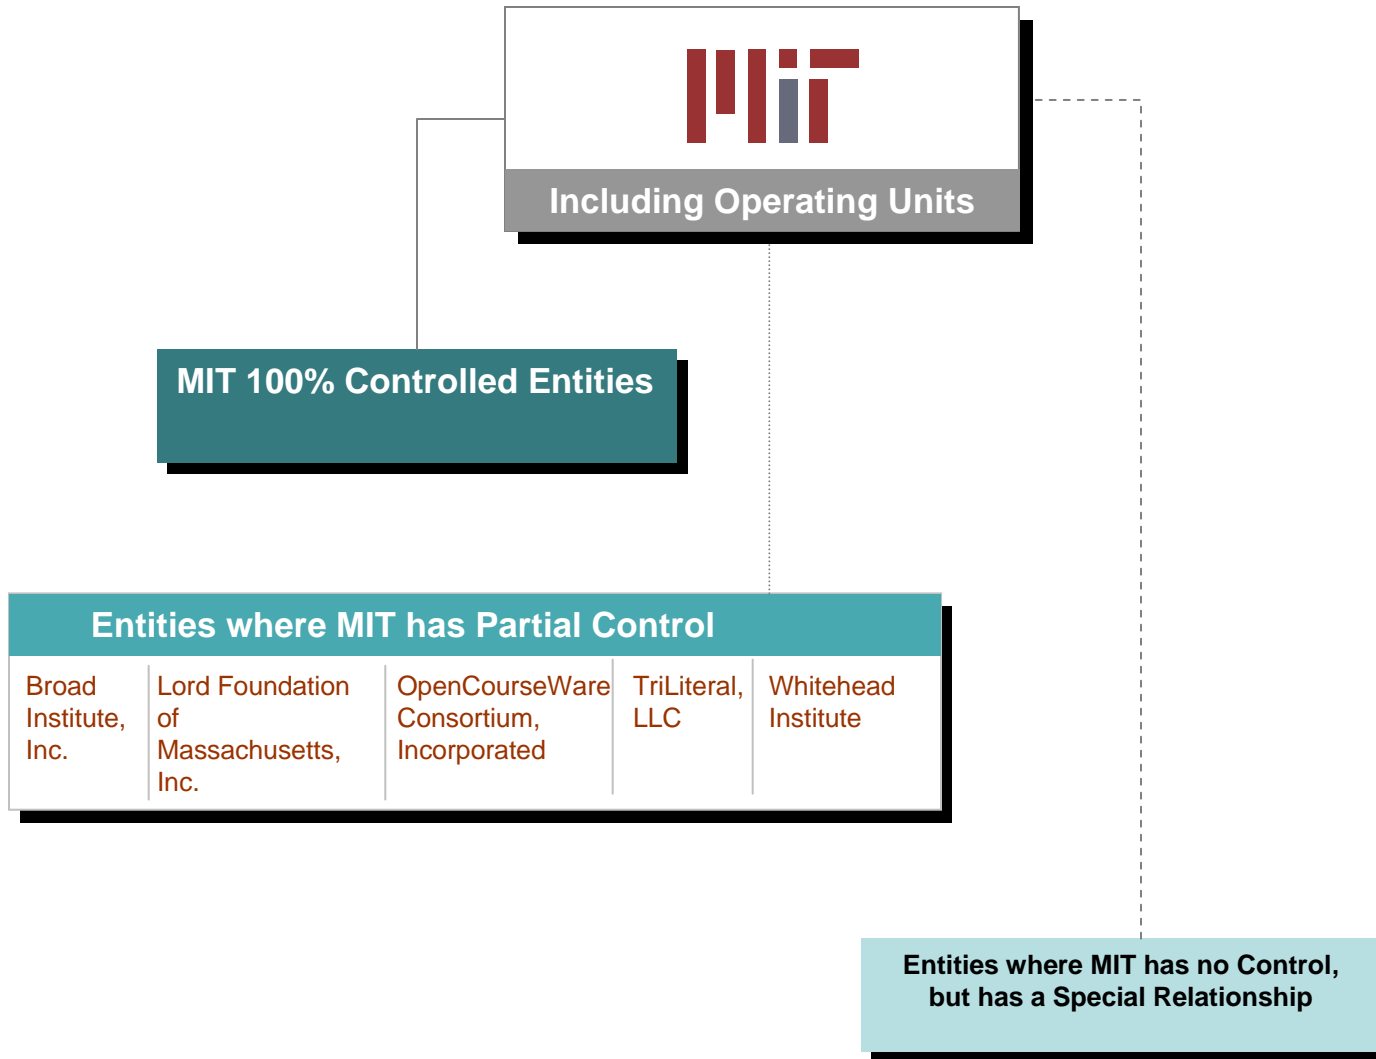 MIT
Including Operating Units
MIT 100% Controlled Entities
Entities where MIT has Partial Control
Broad
Institute,
Inc.
Lord Foundation
of
Massachusetts,
Inc.
OpenCourseWare
Consortium,
Incorporated
TriLiteral,
LLC
Whitehead
Institute
Entities where MIT has no Control,
but has a Special Relationship